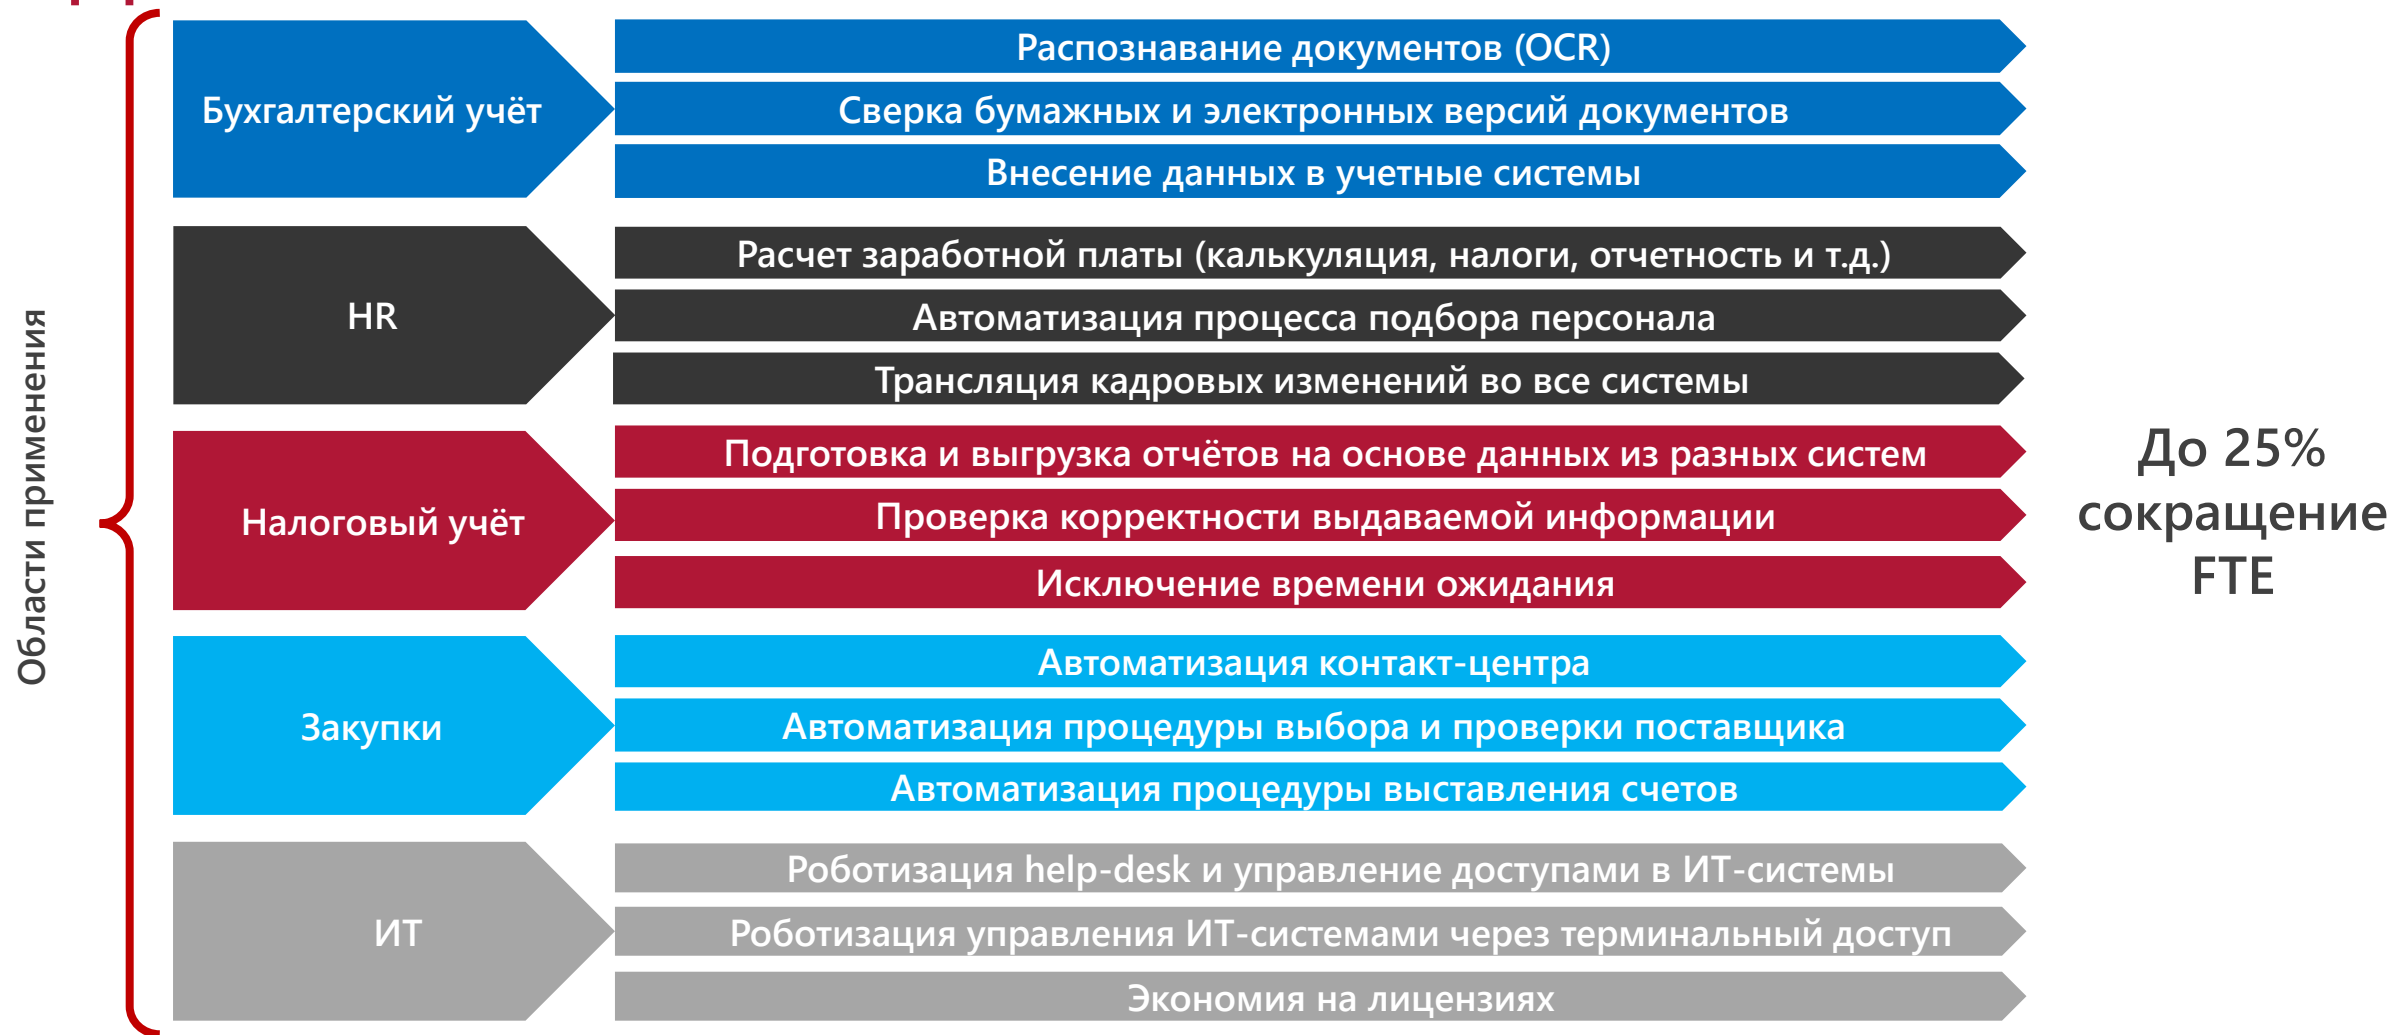 Области применения
Бухгалтерский учёт
Распознавание документов (OCR)
Сверка бумажных и электронных версий документов
Внесение данных в учетные системы
HR
Расчет заработной платы (калькуляция, налоги, отчетность и т.д.)
Автоматизация процесса подбора персонала
Трансляция кадровых изменений во все системы
Налоговый учёт
Подготовка и выгрузка отчётов на основе данных из разных систем
Проверка корректности выдаваемой информации
Исключение времени ожидания
Закупки
Автоматизация контакт-центра
Автоматизация процедуры выбора и проверки поставщика
Автоматизация процедуры выставления счетов
ИТ
Роботизация help-desk и управление доступами в ИТ-системы
Роботизация управления ИТ-системами через терминальный доступ
Экономия на лицензиях
До 25%
сокращение
FTE